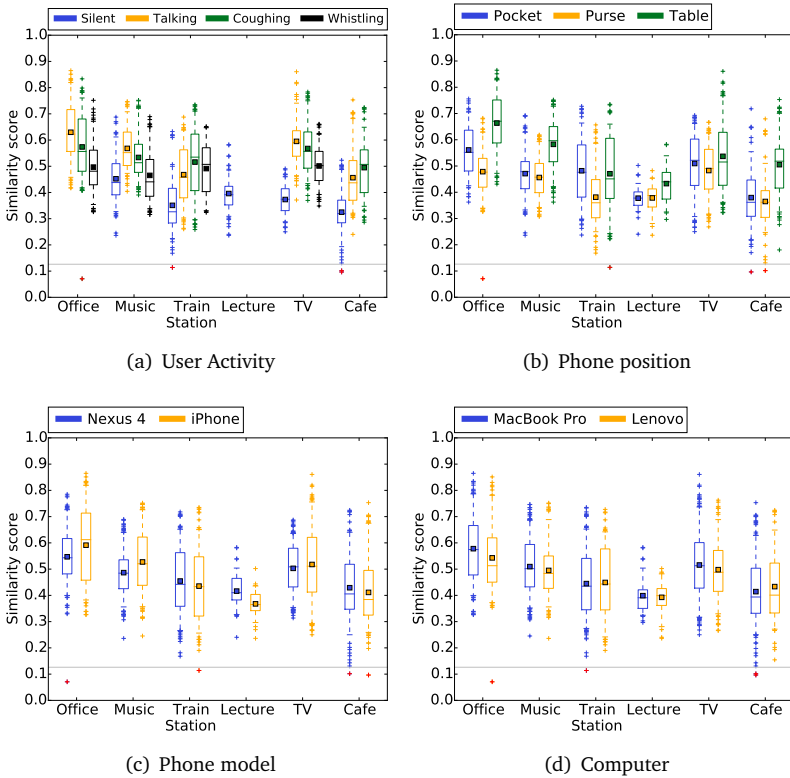 Silent Talking Coughing Whistling
Pocket Purse Table
1.0
0.9
0.8
0.7
0.6
0.5
0.4
0.3
0.2
0.1
0.0
Similarity score
Office Music Train Lecture TV Cafe
Station
1.0
0.9
0.8
0.7
0.6
0.5
0.4
0.3
0.2
0.1
0.0
Similarity score
Office Music Train Lecture TV Cafe
Station
(a) User Activity
(b) Phone position
Nexus 4 iPhone
MacBook Pro Lenovo
1.0
0.9
0.8
0.7
0.6
0.5
0.4
0.3
0.2
0.1
0.0
Similarity score
Office Music Train Lecture TV Cafe
Station
1.0
0.9
0.8
0.7
0.6
0.5
0.4
0.3
0.2
0.1
0.0
Similarity score
Office Music Train Lecture TV Cafe
Station
(c) Phone model
(d) Computer